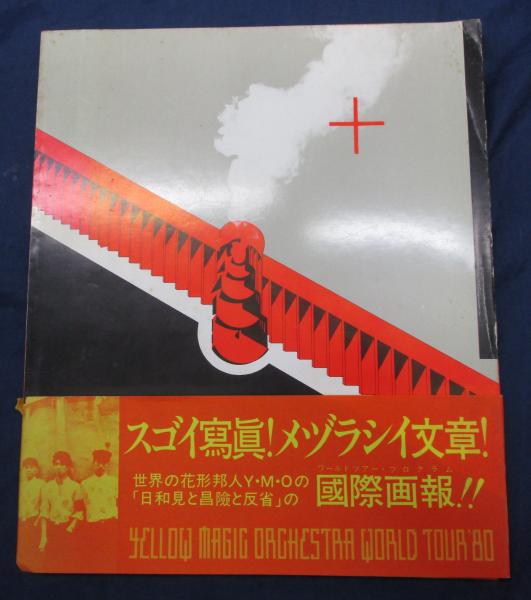 スゴイ寫眞!メヅラシイ文章!
世界の花形邦人Y・M・Oの
「日和見と昌險と反省」の
ワールドツアー・プログラム
國際画報!!
YELLOW MAGIC ORCHESTRA WORLD TOUR'80